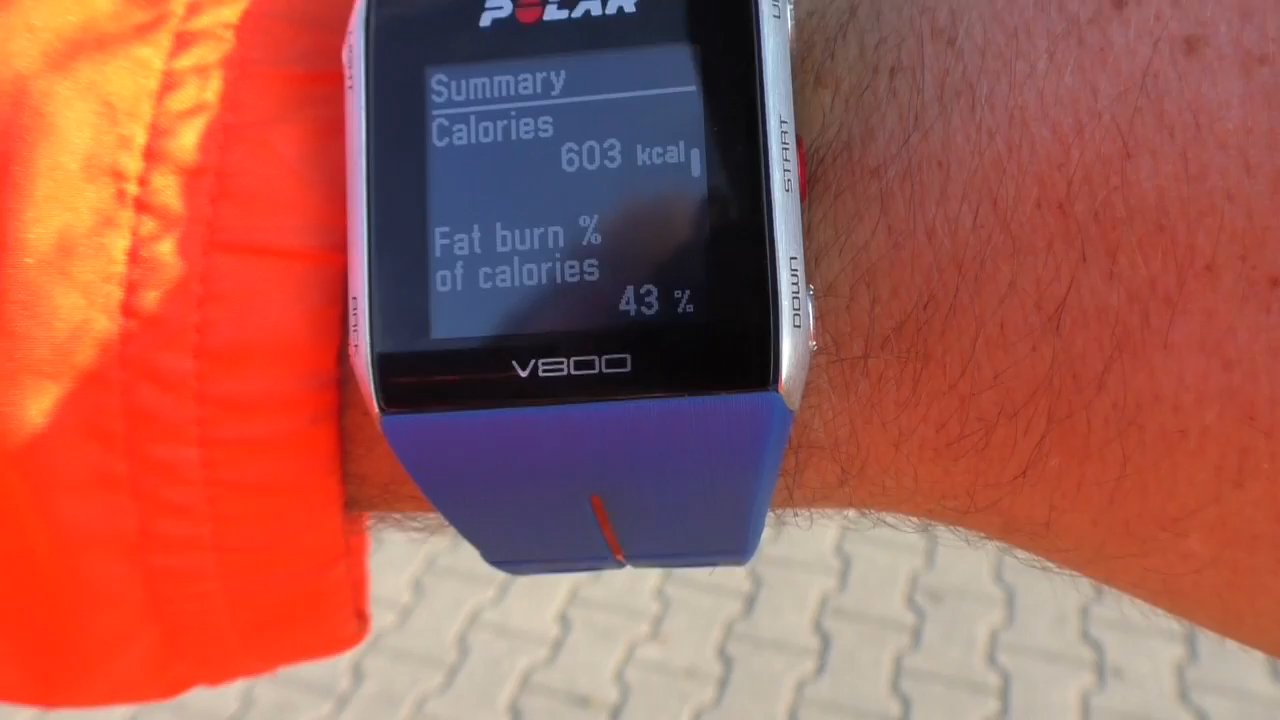 POLAR
Summary
Calories
603 kcal
Fat burn %
of calories
43 %
V800
START
DOWN